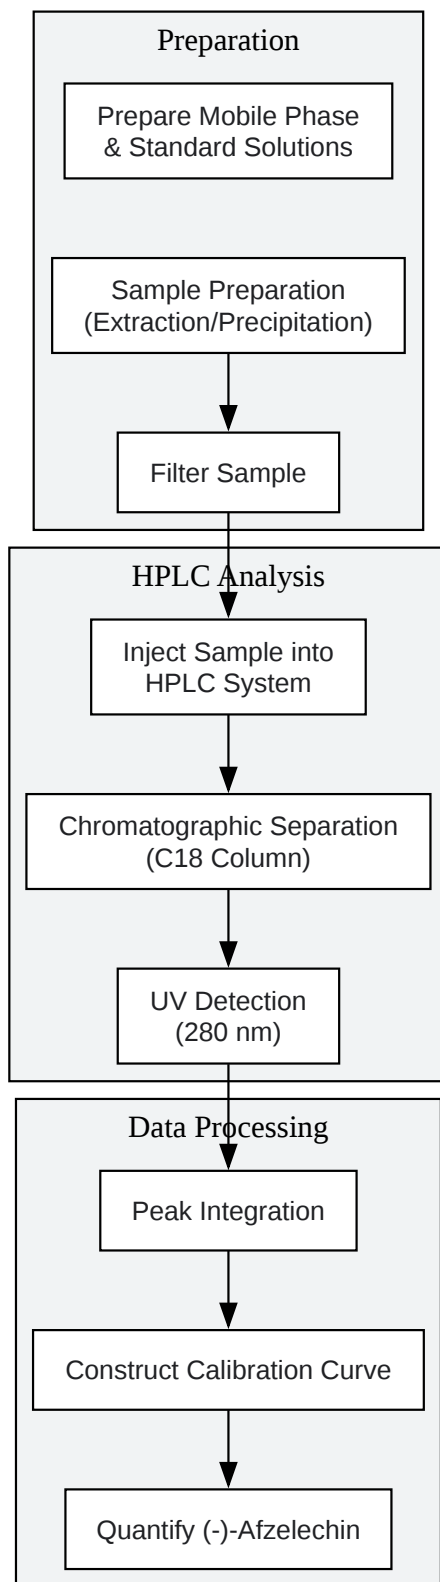 Preparation
Prepare Mobile Phase
& Standard Solutions
Sample Preparation
(Extraction/Precipitation)
Filter Sample
HPLC Analysis
Inject Sample into
HPLC System
Chromatographic Separation
(C18 Column)
UV Detection
(280 nm)
Data Processing
Peak Integration
Construct Calibration Curve
Quantify (-)-Afzelechin